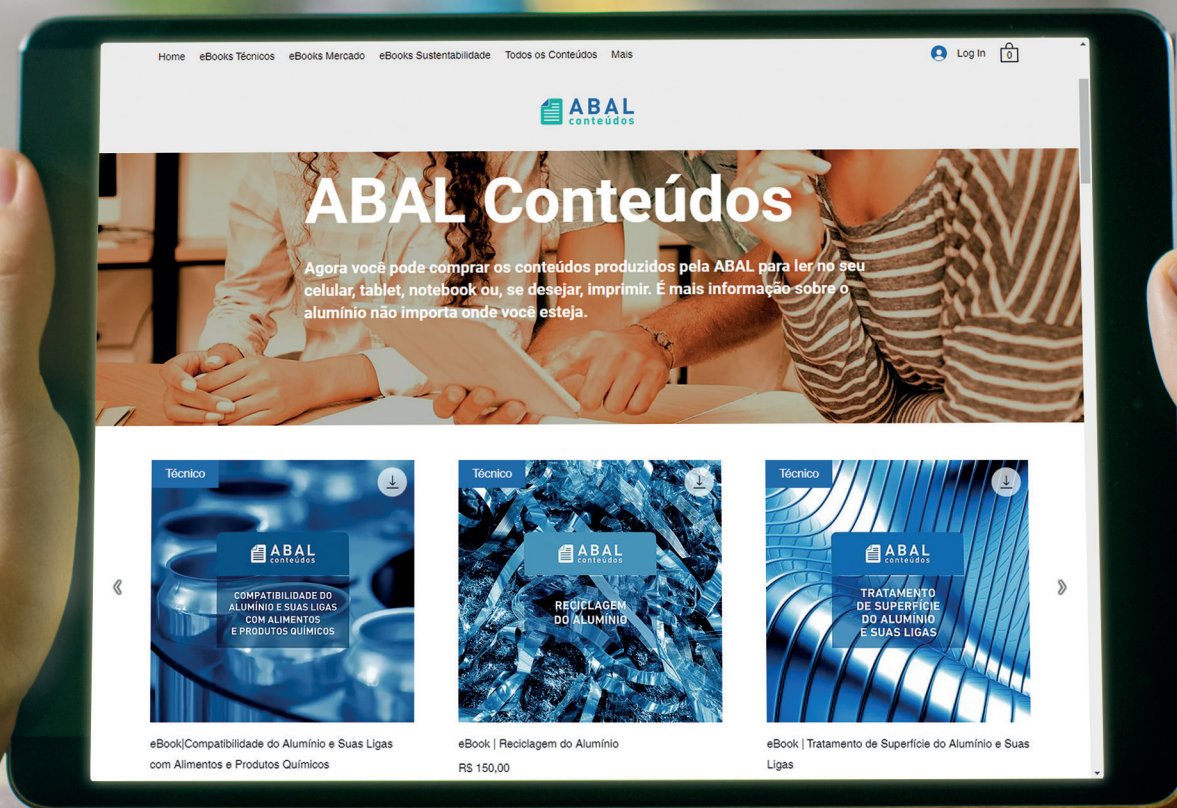 Home eBooks Técnicos eBooks Mercado eBooks Sustentabilidade Todos os Conteúdos Mais Log In 0
ABAL
conteúdos
ABAL Conteúdos
Agora você pode comprar os conteúdos produzidos pela ABAL para ler no seu
celular, tablet, notebook ou, se desejar, imprimir. É mais informação sobre o
alumínio não importa onde você esteja.
Técnico
ABAL
conteúdos
COMPATIBILIDADE DO
ALUMÍNIO E SUAS LIGAS
COM ALIMENTOS
E PRODUTOS QUÍMICOS
eBook|Compatibilidade do Alumínio e Suas Ligas
com Alimentos e Produtos Químicos
Técnico
ABAL
conteúdos
RECICLAGEM
DO ALUMÍNIO
eBook | Reciclagem do Alumínio
R$ 150,00
Técnico
ABAL
conteúdos
TRATAMENTO
DE SUPERFÍCIE
DO ALUMÍNIO
E SUAS LIGAS
eBook | Tratamento de Superfície do Alumínio e Suas
Ligas